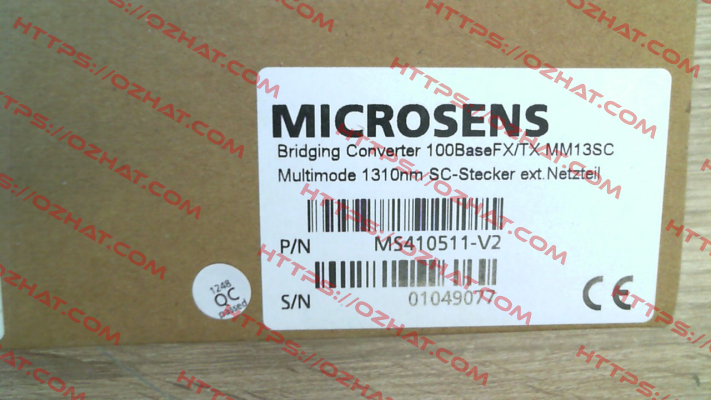 MICROSENS
Bridging Converter 100BaseFX/TX MM13SC
Multimode 1310nm SC-Stecker ext.Netzteil
P/N MS410511-V2
S/N 01049077
CE
1248
QC
passed
HTTPS://OZHAT.COM